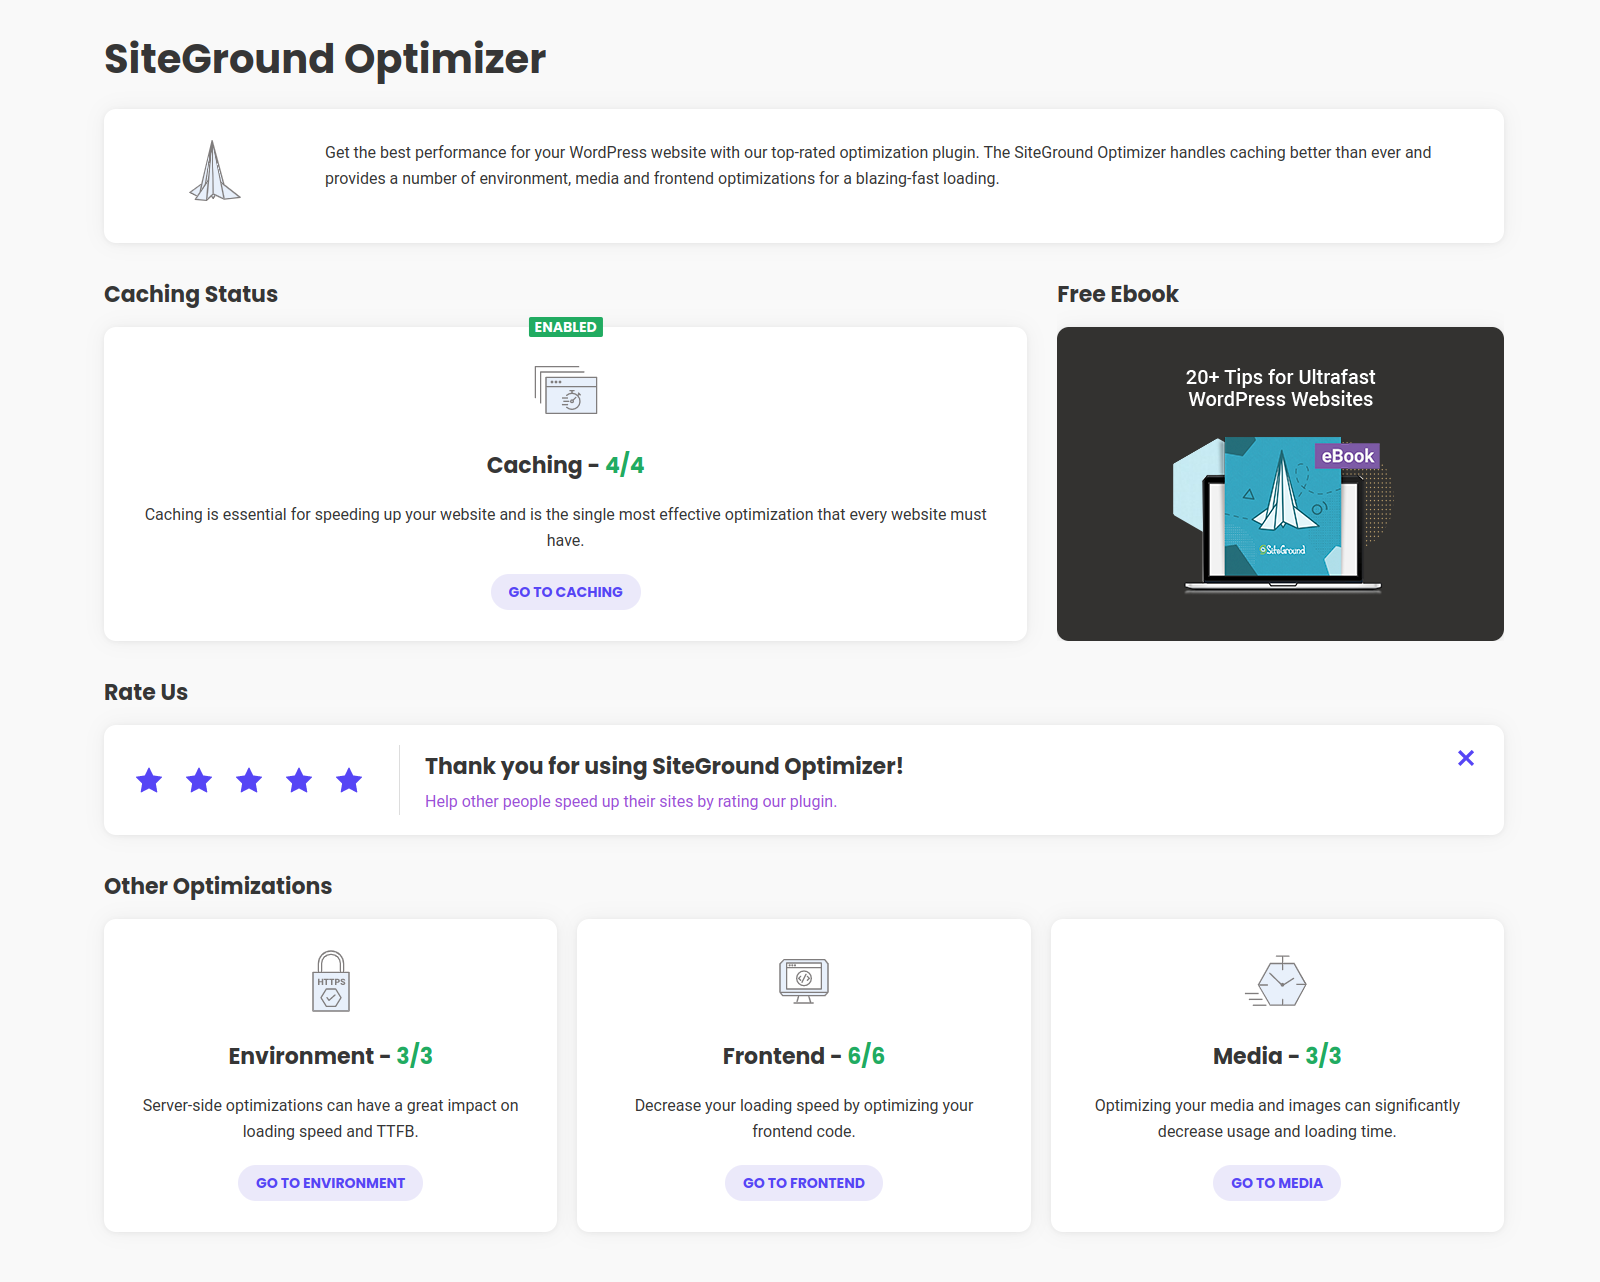 SiteGround Optimizer
Get the best performance for your WordPress website with our top-rated optimization plugin. The SiteGround Optimizer handles caching better than ever and
provides a number of environment, media and frontend optimizations for a blazing-fast loading.
Caching Status
ENABLED
Caching – 4/4
Caching is essential for speeding up your website and is the single most effective optimization that every website must
have.
GO TO CACHING
Free Ebook
20+ Tips for Ultrafast
WordPress Websites
eBook
SiteGround
Rate Us
Thank you for using SiteGround Optimizer!
Help other people speed up their sites by rating our plugin.
Other Optimizations
HTTPS
Environment – 3/3
Server-side optimizations can have a great impact on
loading speed and TTFB.
GO TO ENVIRONMENT
Frontend – 6/6
Decrease your loading speed by optimizing your
frontend code.
GO TO FRONTEND
Media – 3/3
Optimizing your media and images can significantly
decrease usage and loading time.
GO TO MEDIA